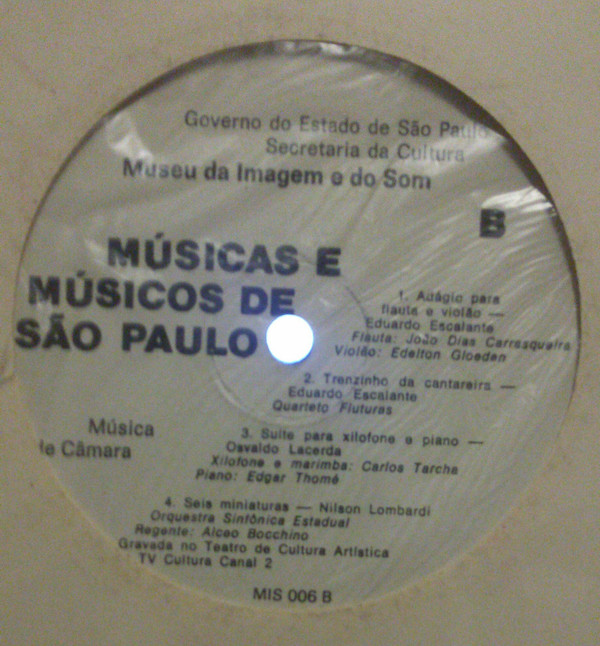 Governo do Estado de São Paulo
Secretaria da Cultura
Museu da Imagem e do Som
B
MÚSICAS E
MÚSICOS DE
SÃO PAULO
1. Adágio para
flauta e violão —
Eduardo Escalante
Flauta: João Dias Carrasqueira
Violão: Edelton Gloeden
2. Trenzinho da cantareira —
Eduardo Escalante
Quarteto Fluturas
3. Suite para xilofone e piano —
Osvaldo Lacerda
Xilofone e marimba: Carlos Tarcha
Piano: Edgar Thomé
Música
de Câmara
4. Seis miniaturas — Nilson Lombardi
Orquestra Sinfônica Estadual
Regente: Alceo Bocchino
Gravada no Teatro de Cultura Artística
TV Cultura Canal 2
MIS 006 B